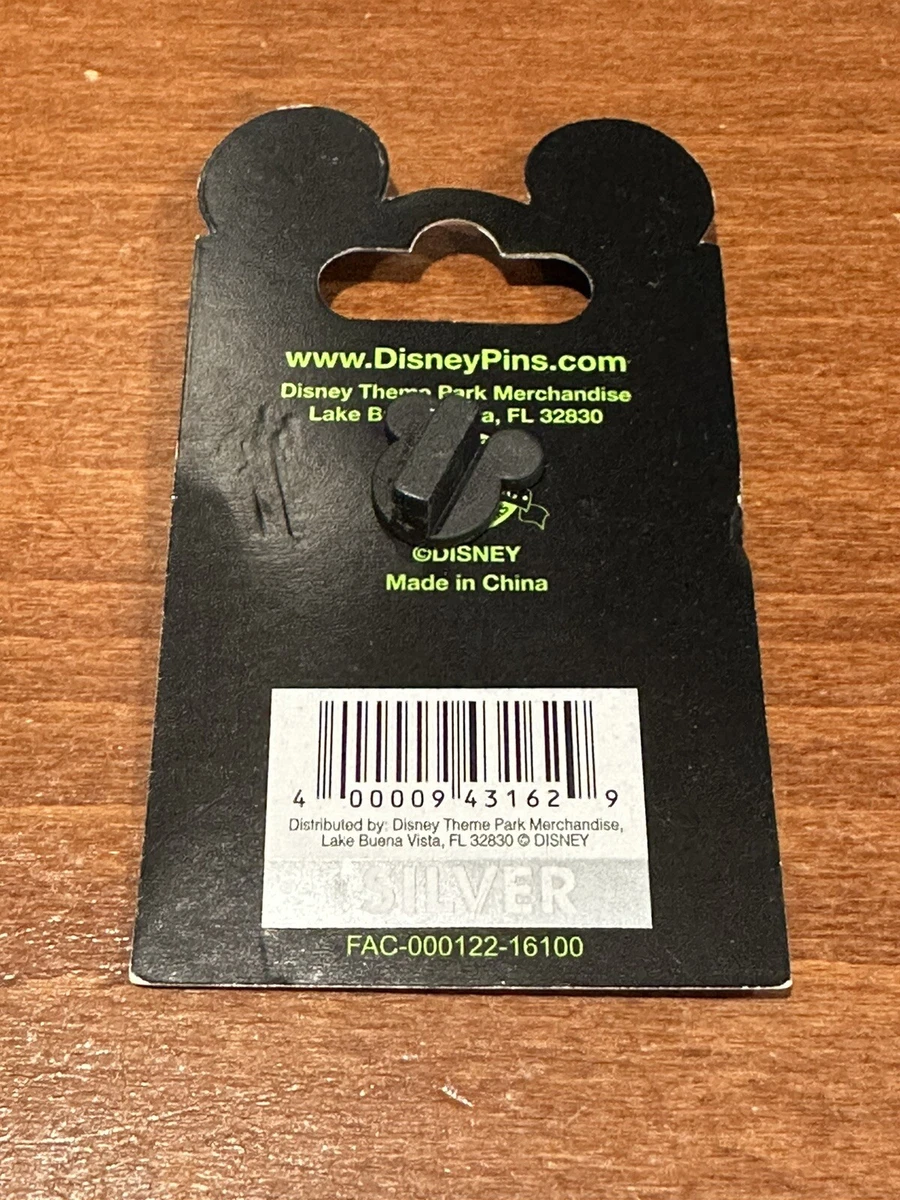 www.DisneyPins.com
Disney Theme Park Merchandise
Lake B a, FL 32830
©DISNEY
Made in China
4 00009 43162 9
Distributed by: Disney Theme Park Merchandise,
Lake Buena Vista, FL 32830 © DISNEY
SILVER
FAC-000122-16100